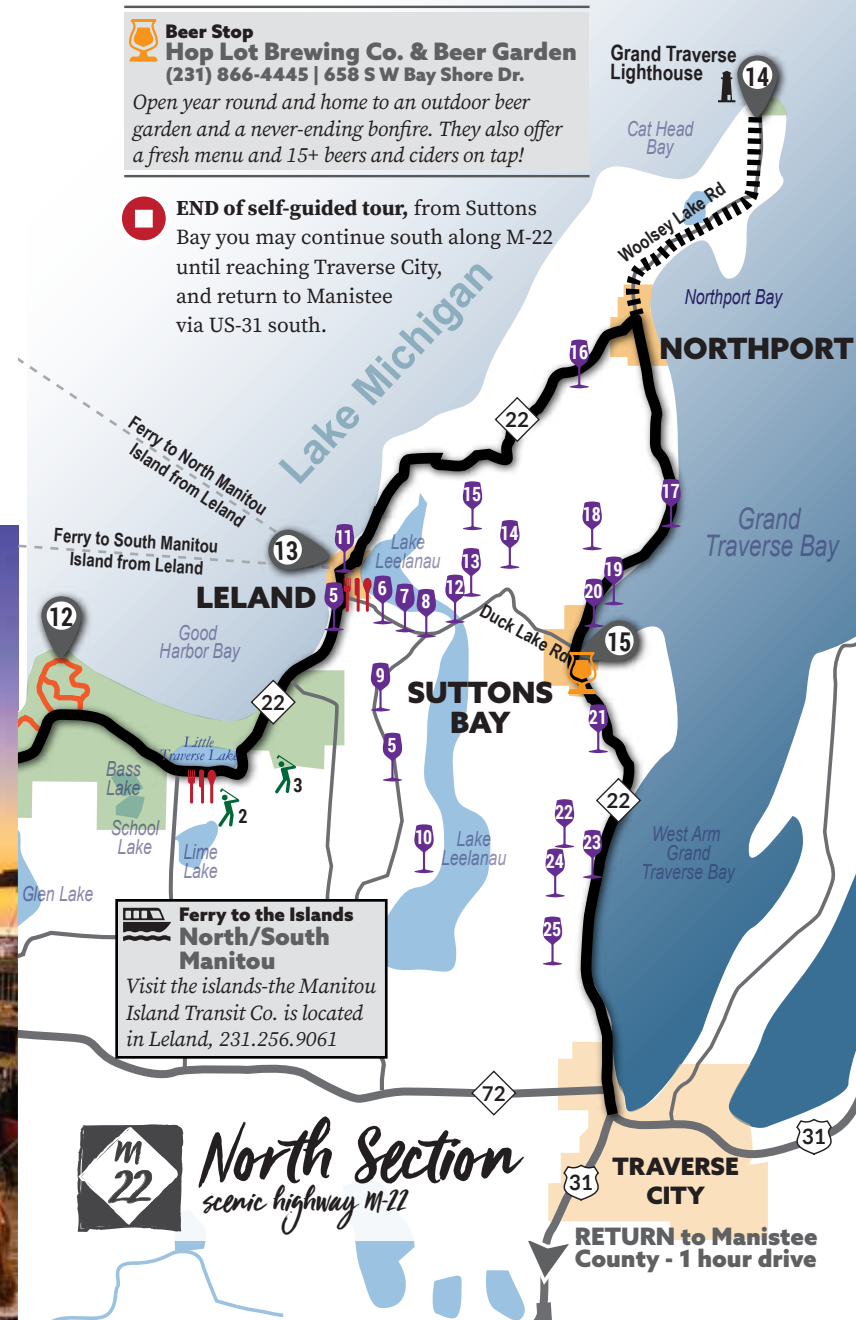 Beer Stop
Hop Lot Brewing Co. & Beer Garden
(231) 866-4445 | 658 S W Bay Shore Dr.
Open year round and home to an outdoor beer
garden and a never-ending bonfire. They also offer
a fresh menu and 15+ beers and ciders on tap!
END of self-guided tour, from Suttons
Bay you may continue south along M-22
until reaching Traverse City,
and return to Manistee
via US-31 south.
Grand Traverse
Lighthouse
14
Cat Head
Bay
Woolsey Lake Rd
Northport Bay
NORTHPORT
Lake Michigan
16
22
Ferry to North Manitou
Island from Leland
Ferry to South Manitou
Island from Leland
13
11
15
14
18
17
Grand
Traverse Bay
Lake
Leelanau
LELAND
5
6
7
8
12
13
19
20
Duck Lake Rd
15
12
Good
Harbor Bay
22
9
SUTTONS
BAY
21
5
Little
Traverse Lake
Bass
Lake
3
2
School
Lake
Lime
Lake
Glen Lake
10
Lake
Leelanau
22
22
23
24
25
West Arm
Grand
Traverse Bay
Ferry to the Islands
North/South
Manitou
Visit the islands-the Manitou
Island Transit Co. is located
in Leland, 231.256.9061
72
31
31
TRAVERSE
CITY
m
22
North Section
scenic highway M-22
RETURN to Manistee
County - 1 hour drive